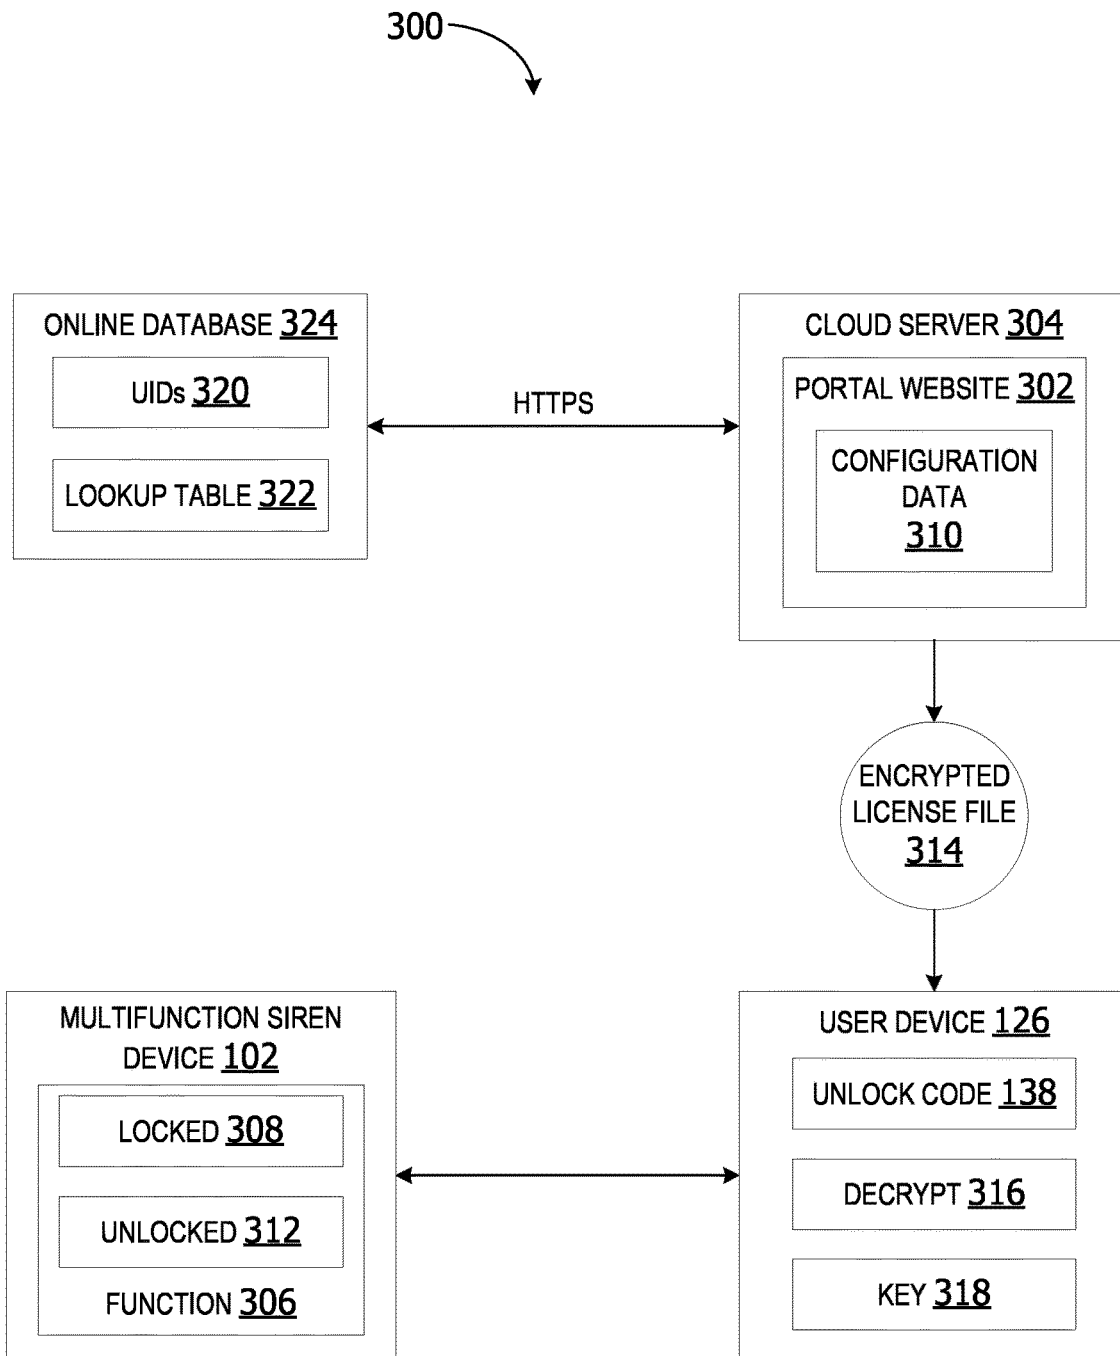 300
ONLINE DATABASE 324
UIDs 320
LOOKUP TABLE 322
HTTPS
CLOUD SERVER 304
PORTAL WEBSITE 302
CONFIGURATION
DATA
310
ENCRYPTED
LICENSE FILE
314
MULTIFUNCTION SIREN
DEVICE 102
LOCKED 308
UNLOCKED 312
FUNCTION 306
USER DEVICE 126
UNLOCK CODE 138
DECRYPT 316
KEY 318